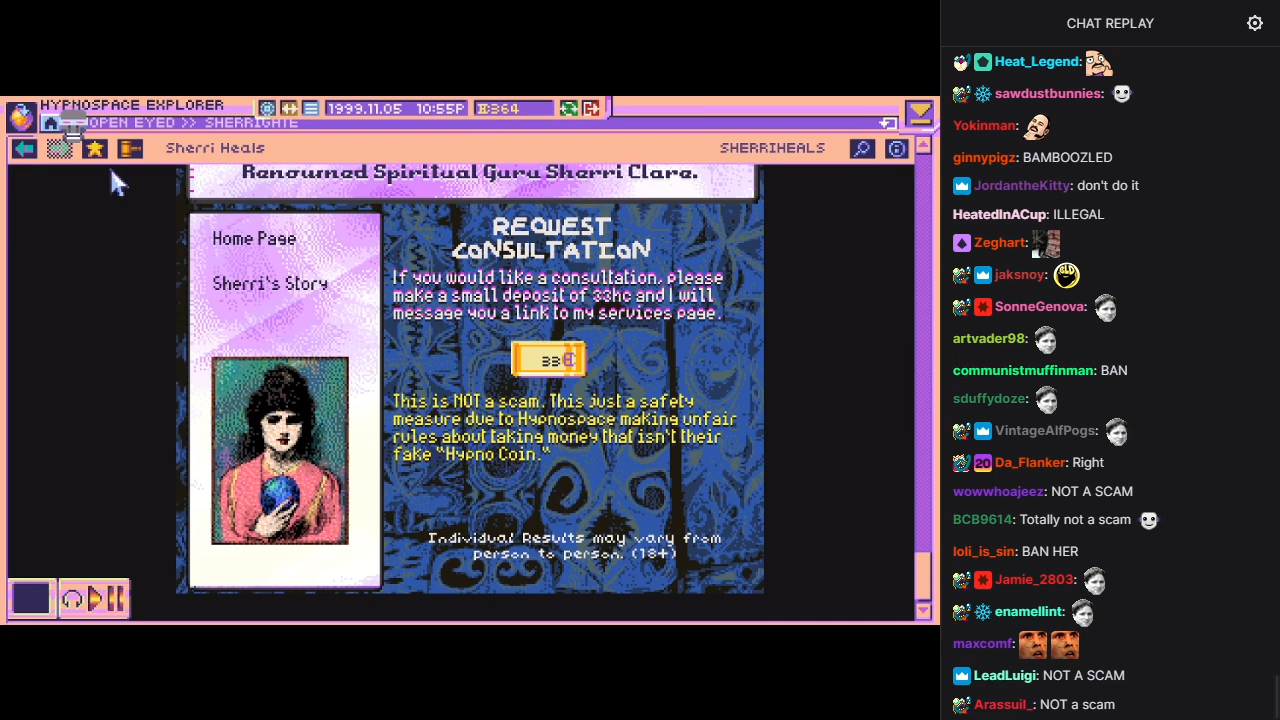 HYPNOSPACE EXPLORER
1999.11.05 10:55P
364
OPEN EYED >> SHERRIGHTE
Sherri Heals
SHERRIHEALS
Renowned Spiritual Guru Sherri Clare.
Home Page
Sherri's Story
REQUEST
CONSULTATION
If you would like a consultation, please
make a small deposit of 33hc and I will
message you a link to my services page.
33
This is NOT a scam. This just a safety
measure due to Hypnospace making unfair
rules about taking money that isn't their
fake "Hypno Coin."
Individual Results may vary from
person to person. (18+)
CHAT REPLAY
Heat_Legend:
sawdustbunnies:
Yokinman:
ginnypigz: BAMBOOZLED
JordantheKitty: don't do it
HeatedInACup: ILLEGAL
Zeghart:
jaksnoy:
SonneGenova:
artvader98:
communistmuffinman: BAN
sduffydoze:
VintageAlfPogs:
20 Da_Flanker: Right
wowwhoajeez: NOT A SCAM
BCB9614: Totally not a scam
loli_is_sin: BAN HER
Jamie_2803:
enamellint:
maxcomf:
LeadLuigi: NOT A SCAM
Arassuil_: NOT a scam